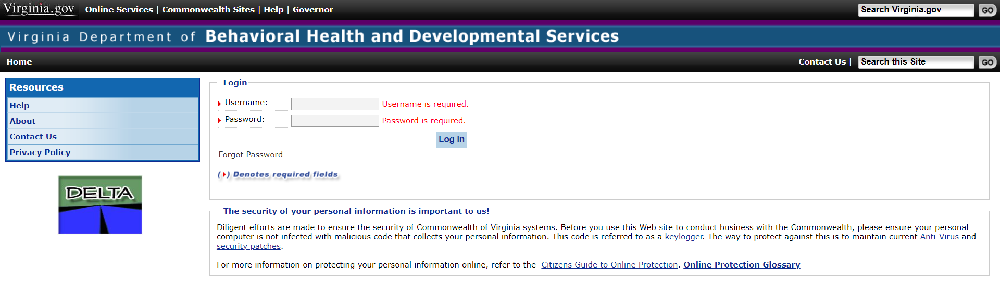 Virginia.gov Online Services | Commonwealth Sites | Help | Governor Search Virginia.gov GO
Virginia Department of Behavioral Health and Developmental Services
Home Contact Us | Search this Site GO
Resources
Help
About
Contact Us
Privacy Policy
DELTA
Login
Username: Username is required.
Password: Password is required.
Log In
Forgot Password
( ) Denotes required fields
The security of your personal information is important to us!
Diligent efforts are made to ensure the security of Commonwealth of Virginia systems. Before you use this Web site to conduct business with the Commonwealth, please ensure your personal
computer is not infected with malicious code that collects your personal information. This code is referred to as a keylogger. The way to protect against this is to maintain current Anti-Virus and
security patches.
For more information on protecting your personal information online, refer to the Citizens Guide to Online Protection. Online Protection Glossary